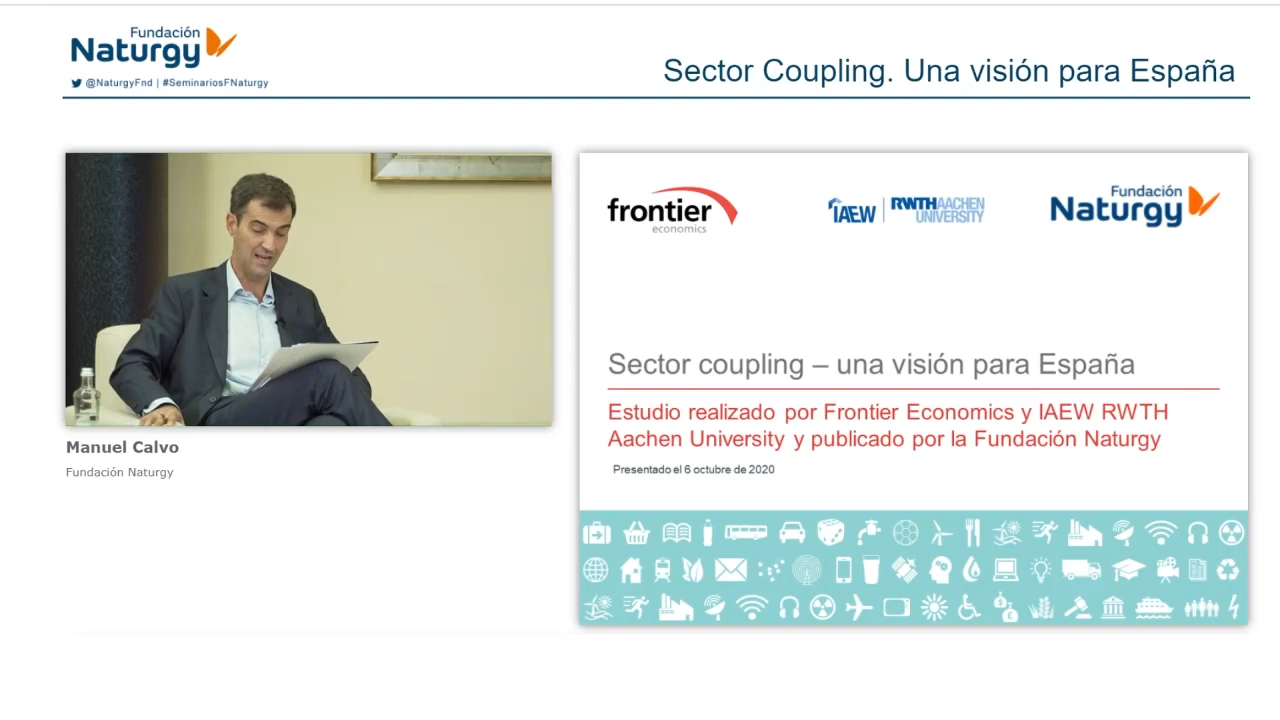 Fundación
Naturgy
@NaturgyFnd | #SeminariosFNaturgy
Sector Coupling. Una visión para España
Manuel Calvo
Fundación Naturgy
frontier
economics
IAEW
RWTHAACHEN
UNIVERSITY
Fundación
Naturgy
Sector coupling – una visión para España
Estudio realizado por Frontier Economics y IAEW RWTH
Aachen University y publicado por la Fundación Naturgy
Presentado el 6 octubre de 2020